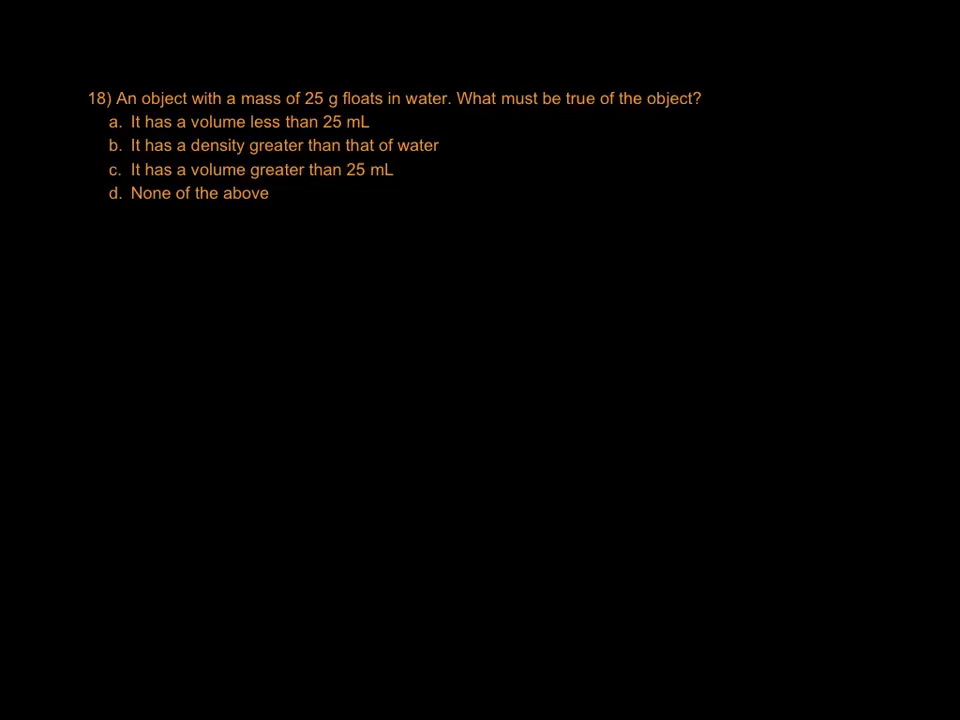 18) An object with a mass of 25 g floats in water. What must be true of the object?
a. It has a volume less than 25 mL
b. It has a density greater than that of water
c. It has a volume greater than 25 mL
d. None of the above